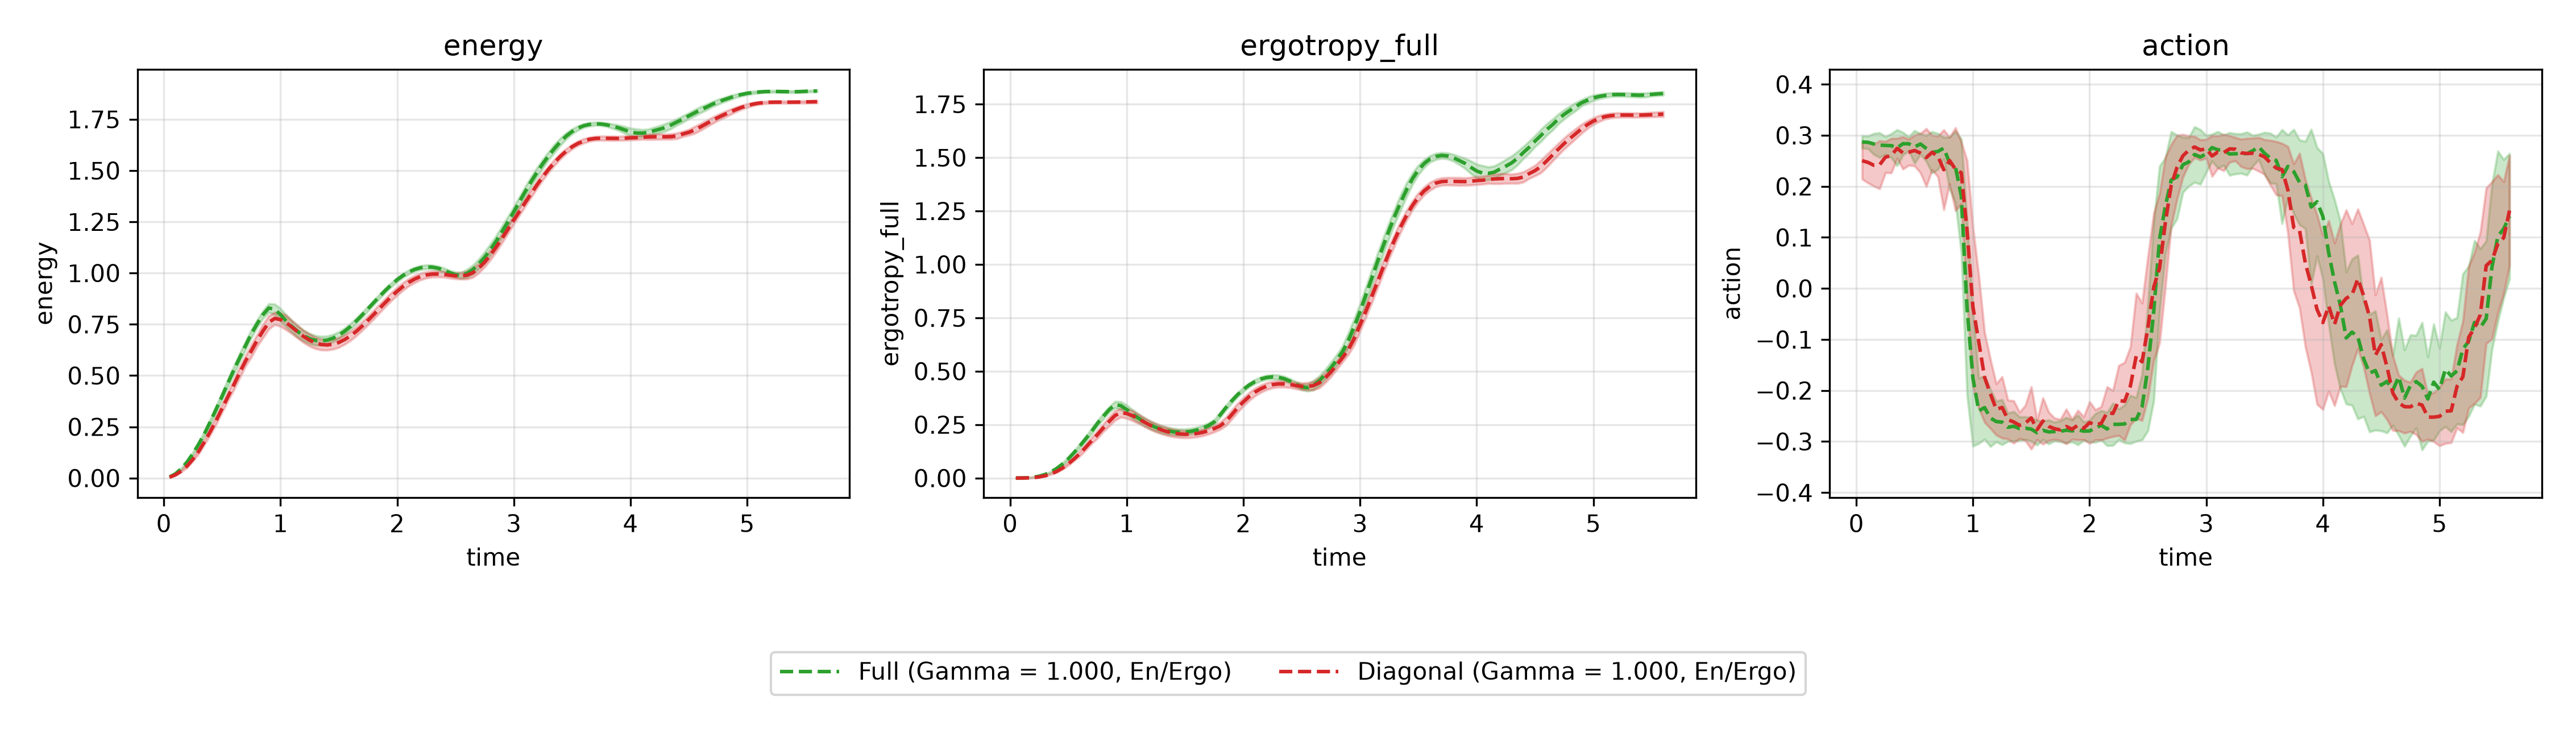 energy
energy
1.75
1.50
1.25
1.00
0.75
0.50
0.25
0.00
0 1 2 3 4 5
time
ergotropy_full
ergotropy_full
1.75
1.50
1.25
1.00
0.75
0.50
0.25
0.00
0 1 2 3 4 5
time
action
action
0.4
0.3
0.2
0.1
0.0
−0.1
−0.2
−0.3
−0.4
0 1 2 3 4 5
time
Full (Gamma = 1.000, En/Ergo) Diagonal (Gamma = 1.000, En/Ergo)